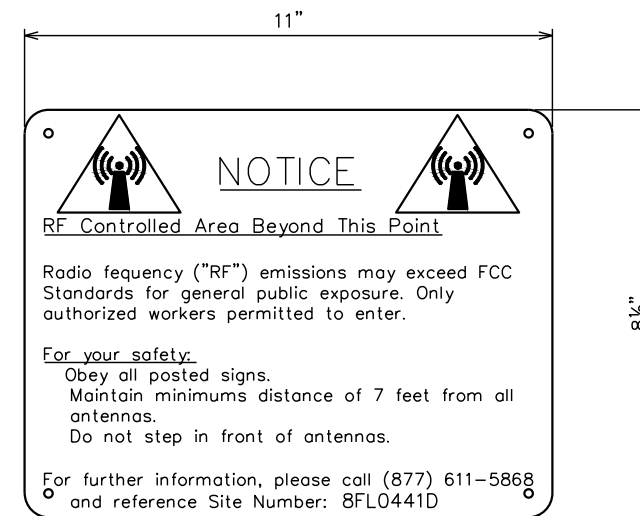 11"
NOTICE
RF Controlled Area Beyond This Point
Radio fequency ("RF") emissions may exceed FCC
Standards for general public exposure. Only
authorized workers permitted to enter.
For your safety:
Obey all posted signs.
Maintain minimums distance of 7 feet from all
antennas.
Do not step in front of antennas.
For further information, please call (877) 611-5868
and reference Site Number: 8FL0441D